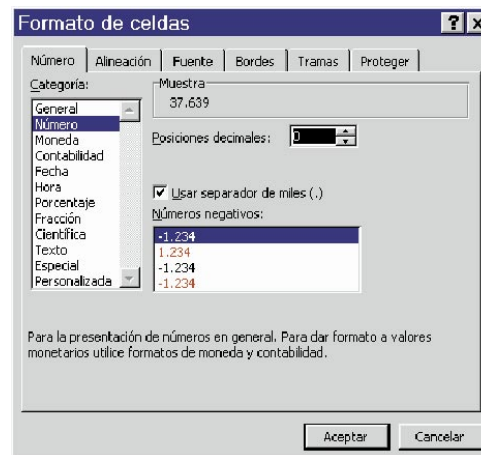 Formato de celdas
Número Alineación Fuente Bordes Tramas Proteger
Categoría:
General
Número
Moneda
Contabilidad
Fecha
Hora
Porcentaje
Fracción
Científica
Texto
Especial
Personalizada
Muestra
37.639
Posiciones decimales: 0
Usar separador de miles (.)
Números negativos:
-1.234
1.234
-1.234
-1.234
Para la presentación de números en general. Para dar formato a valores
monetarios utilice formatos de moneda y contabilidad.
Aceptar Cancelar